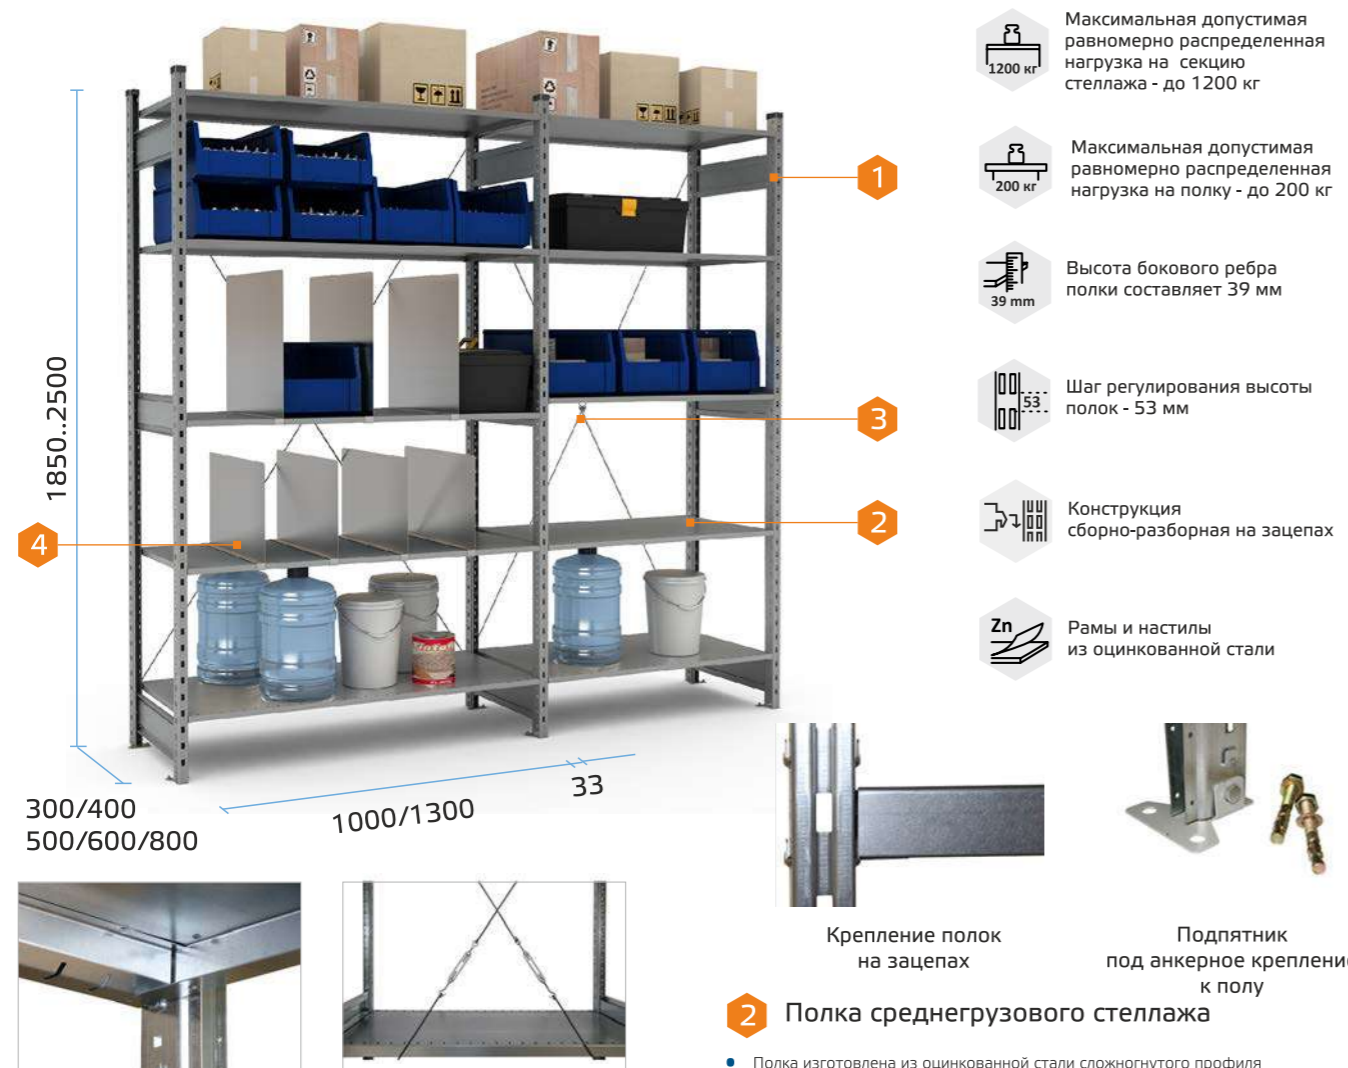 1200 кг
Максимальная допустимая
равномерно распределенная
нагрузка на секцию
стеллажа - до 1200 кг
200 кг
Максимальная допустимая
равномерно распределенная
нагрузка на полку - до 200 кг
39 mm
Высота бокового ребра
полки составляет 39 мм
53
Шаг регулирования высоты
полок - 53 мм
Конструкция
сборно-разборная на зацепах
Zn
Рамы и настилы
из оцинкованной стали
1
3
2
4
1850..2500
300/400
500/600/800
1000/1300
33
Крепление полок
на зацепах
Подпятник
под анкерное крепление
к полу
2 Полка среднегрузового стеллажа
• Полка изготовлена из оцинкованной стали сложногнутого профиля